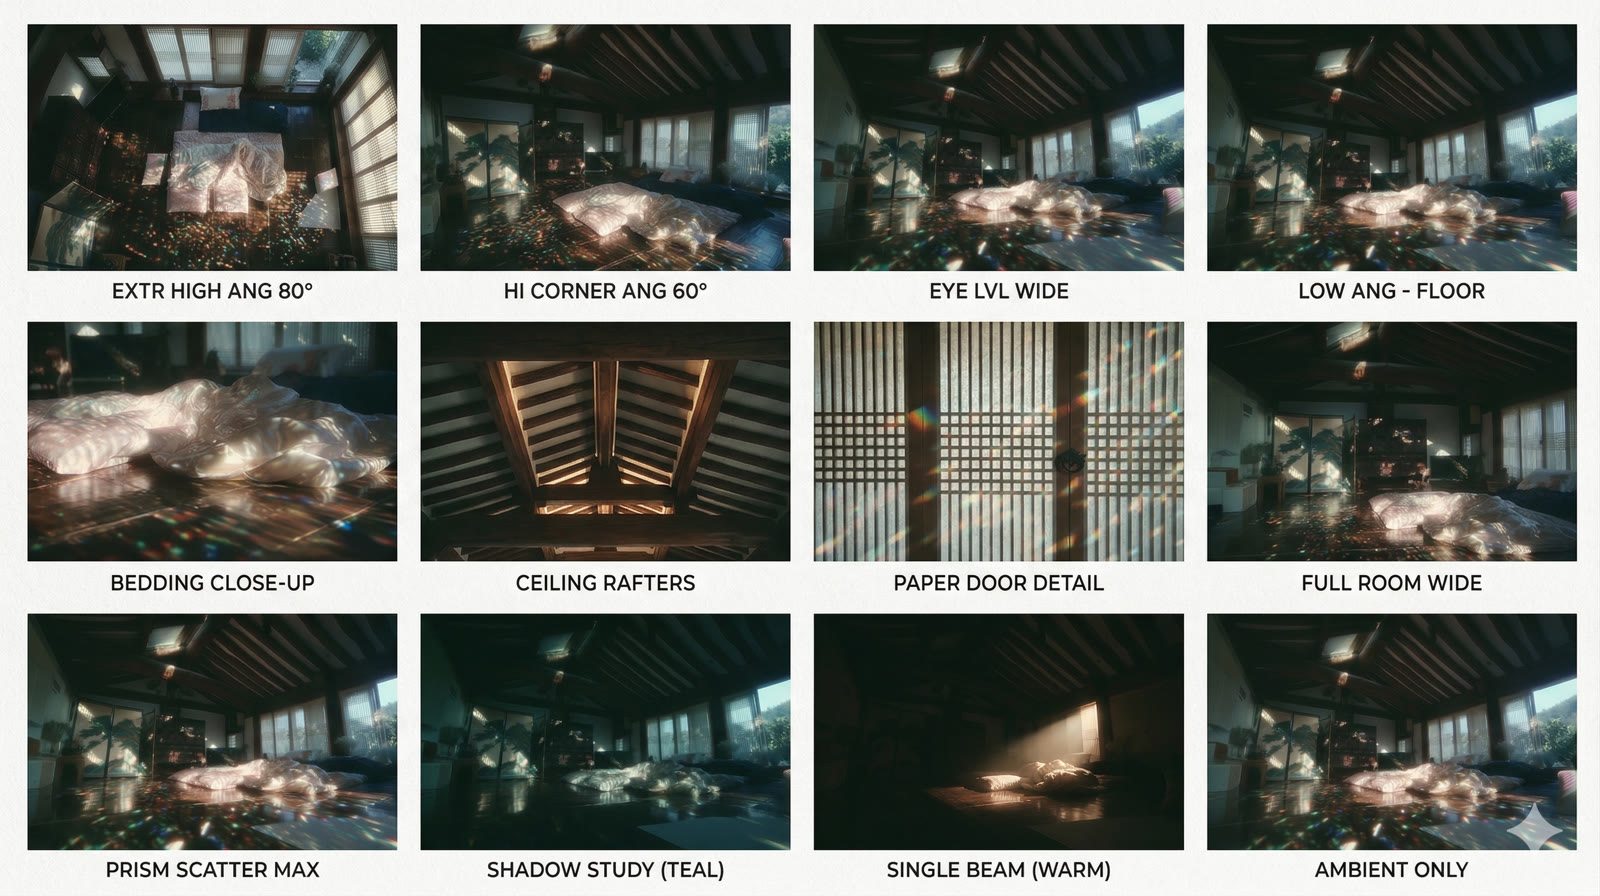 EXTR HIGH ANG 80°
HI CORNER ANG 60°
EYE LVL WIDE
LOW ANG - FLOOR
BEDDING CLOSE-UP
CEILING RAFTERS
PAPER DOOR DETAIL
FULL ROOM WIDE
PRISM SCATTER MAX
SHADOW STUDY (TEAL)
SINGLE BEAM (WARM)
AMBIENT ONLY